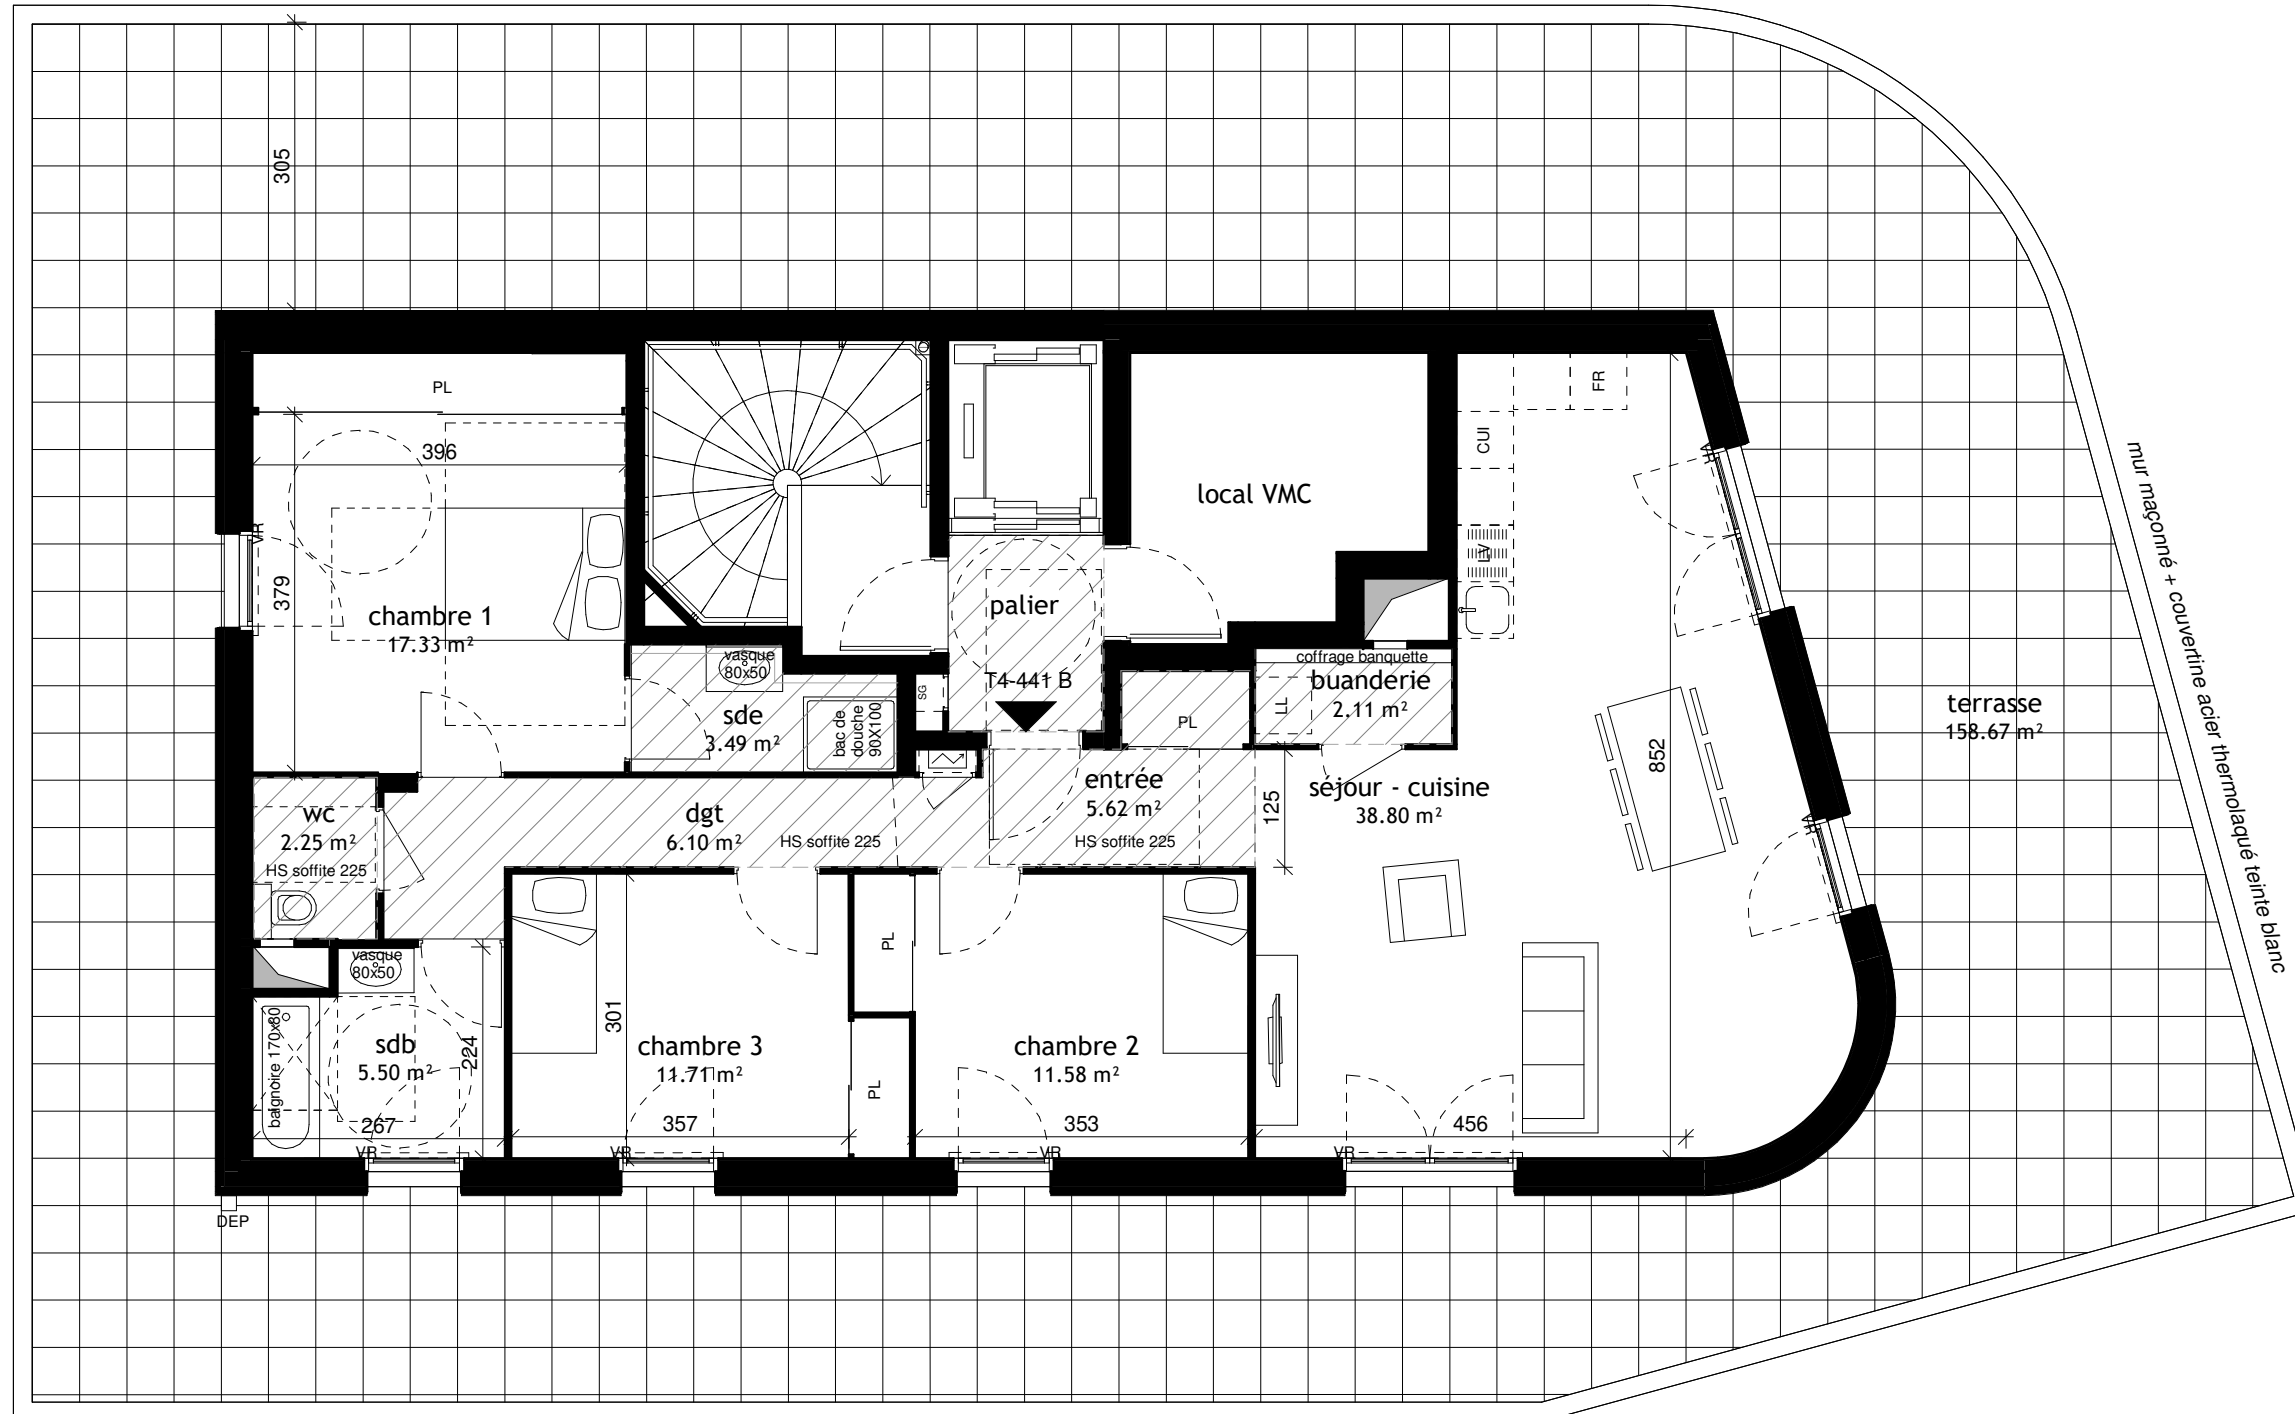 305
PL
396
VR
379
chambre 1
17.33 m²
vasque
80x50
sde
3.49 m²
bac de
douche
90X100
SG
palier
T4-441 B
local VMC
PL
coffrage banquette
buanderie
2.11 m²
LL
FR
CUI
LV
VR
VR
852
séjour - cuisine
38.80 m²
125
entrée
5.62 m²
HS soffite 225
dgt
6.10 m²
HS soffite 225
wc
2.25 m²
HS soffite 225
vasque
80x50
baignoire 170x80
sdb
5.50 m²
224
267
VR
301
chambre 3
11.71 m²
357
VR
PL
PL
chambre 2
11.58 m²
353
VR
456
VR
DEP
terrasse
158.67 m²
mur maçonné + couvertine acier thermolaqué teinte blanc